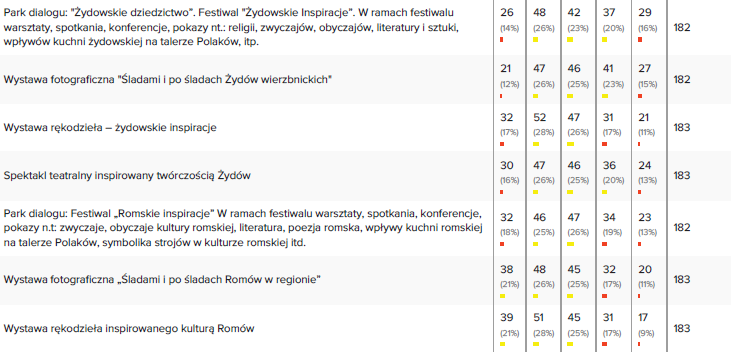 Park dialogu: "Żydowskie dziedzictwo”. Festiwal "Żydowskie Inspiracje”. W ramach festiwalu
warsztaty, spotkania, konferencje, pokazy nt.: religii, zwyczajów, obyczajów, literatury i sztuki,
wpływów kuchni żydowskiej na talerze Polaków, itp.
26 48 42 37 29 182
(14%) (26%) (23%) (20%) (16%)
Wystawa fotograficzna "Śladami i po śladach Żydów wierzbnickich"
21 47 46 41 27 182
(12%) (26%) (25%) (23%) (15%)
Wystawa rękodzieła – żydowskie inspiracje
32 52 47 31 21 183
(17%) (28%) (26%) (17%) (11%)
Spektakl teatralny inspirowany twórczością Żydów
30 47 46 36 24 183
(16%) (26%) (25%) (20%) (13%)
Park dialogu: Festiwal „Romskie inspiracje” W ramach festiwalu warsztaty, spotkania, konferencje,
pokazy n.t: zwyczaje, obyczaje kultury romskiej, literatura, poezja romska, wpływy kuchni romskiej
na talerze Polaków, symbolika strojów w kulturze romskiej itd.
32 46 47 34 23 182
(18%) (25%) (26%) (19%) (13%)
Wystawa fotograficzna „Śladami i po śladach Romów w regionie”
38 48 45 32 20 183
(21%) (26%) (25%) (17%) (11%)
Wystawa rękodzieła inspirowanego kulturą Romów
39 51 45 31 17 183
(21%) (28%) (25%) (17%) (9%)